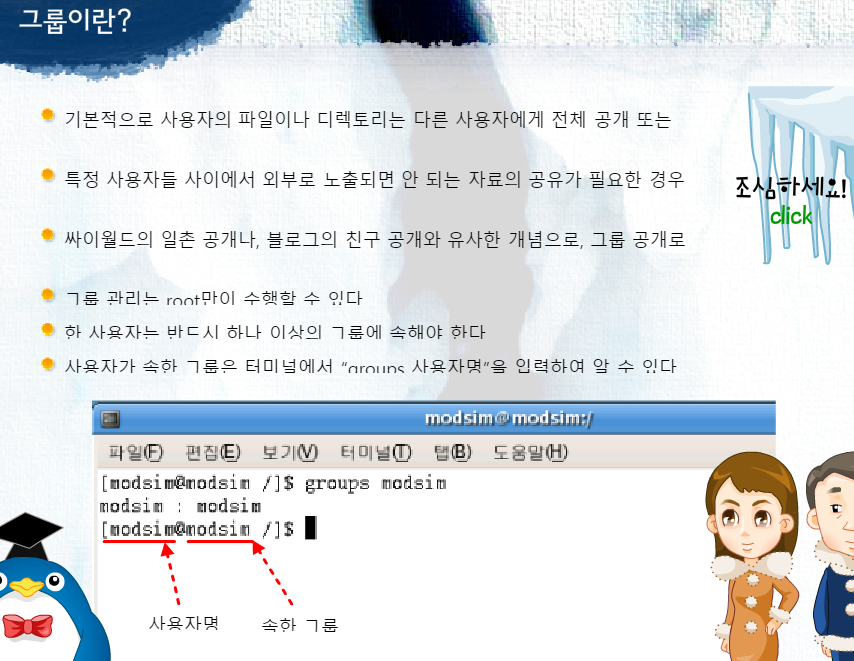 그룹이란?
기본적으로 사용자의 파일이나 디렉토리는 다른 사용자에게 전체 공개 또는
특정 사용자들 사이에서 외부로 노출되면 안 되는 자료의 공유가 필요한 경우
조심하세요!
click
싸이월드의 일촌 공개나, 블로그의 친구 공개와 유사한 개념으로, 그룹 공개로
그룹 관리는 root만이 수행할 수 있다
한 사용자는 반드시 하나 이상의 그룹에 속해야 한다
사용자가 속한 그룹은 터미널에서 “groups 사용자명”을 입력하여 알 수 있다
modsim@modsim:/
파일(F) 편집(E) 보기(V) 터미널(T) 탭(B) 도움말(H)
[modsim@modsim /]$ groups modsim
modsim : modsim
[modsim@modsim /]$
사용자명 속한 그룹